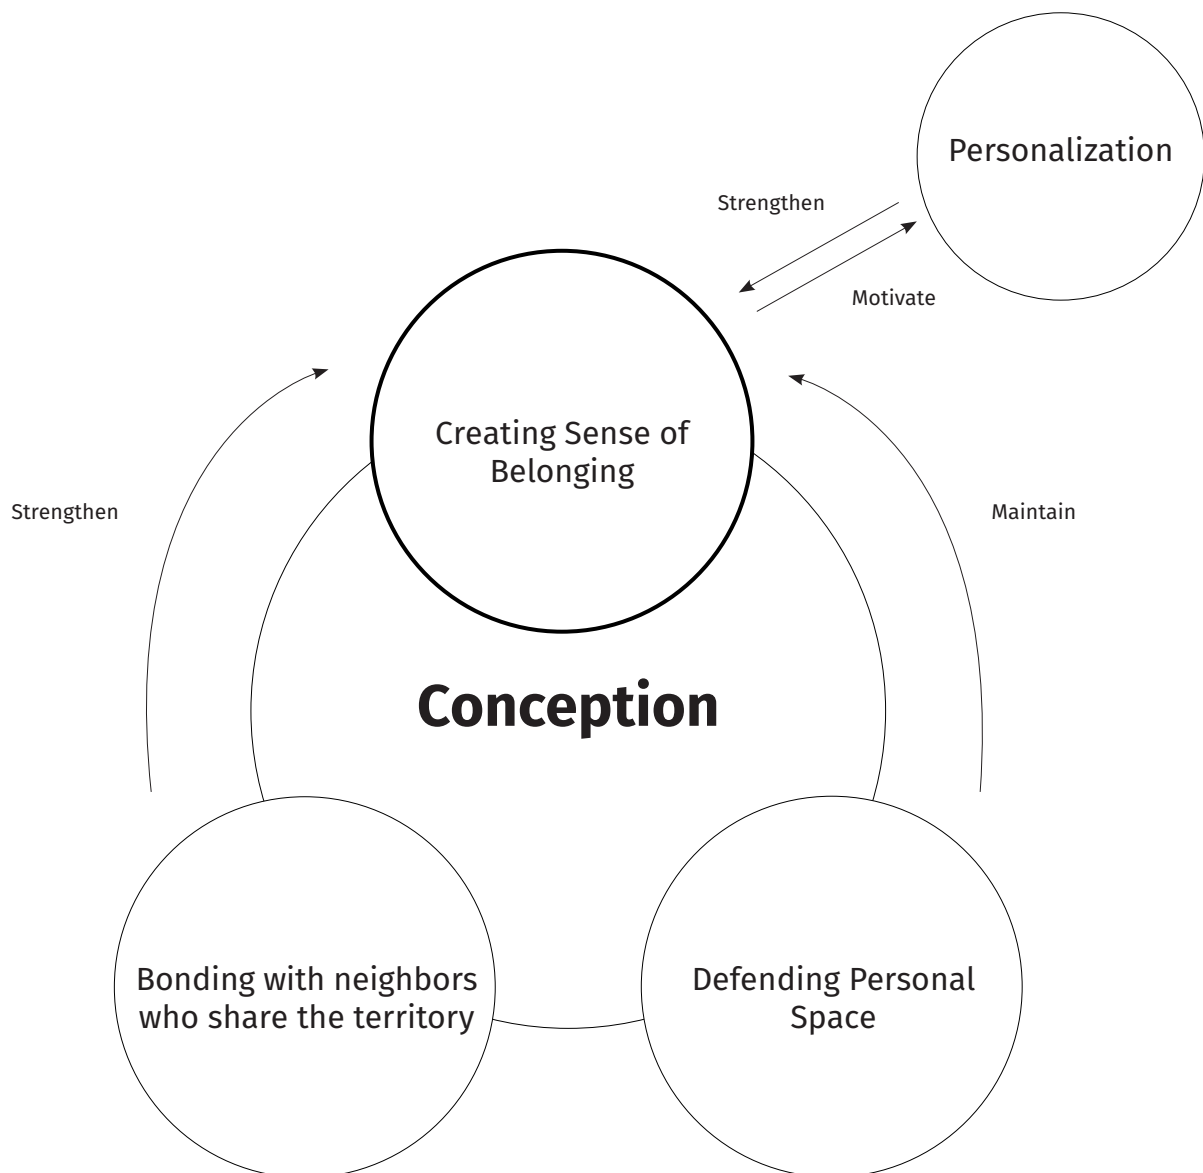 Personalization
Strengthen
Motivate
Creating Sense of
Belonging
Strengthen
Maintain
Conception
Bonding with neighbors
who share the territory
Defending Personal
Space